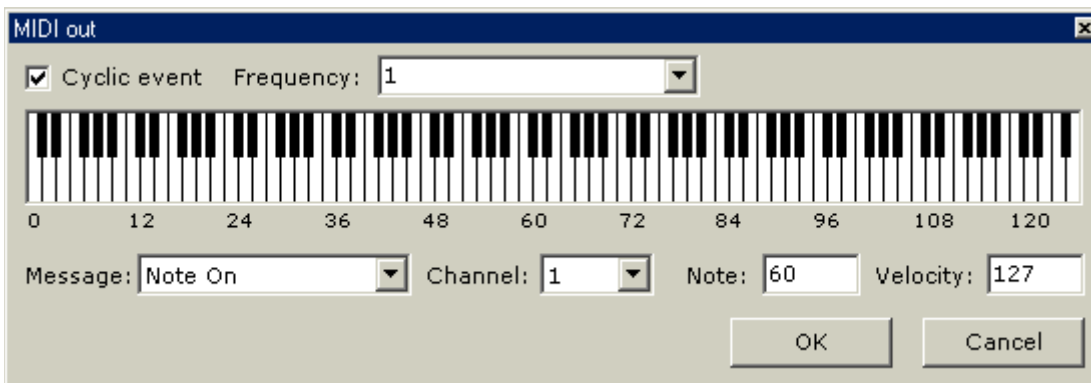 MIDI out
Cyclic event Frequency: 1
0 12 24 36 48 60 72 84 96 108 120
Message: Note On Channel: 1 Note: 60 Velocity: 127
OK Cancel